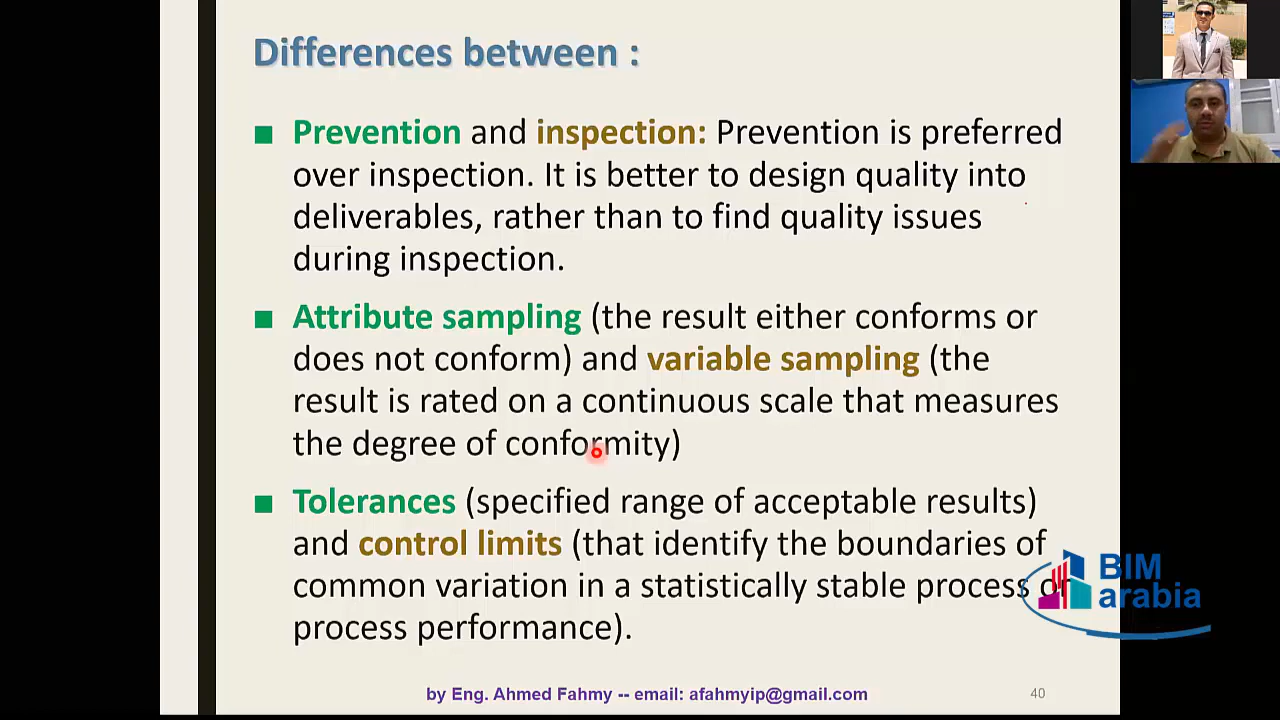 Differences between :
■ Prevention and inspection: Prevention is preferred
over inspection. It is better to design quality into
deliverables, rather than to find quality issues
during inspection.
■ Attribute sampling (the result either conforms or
does not conform) and variable sampling (the
result is rated on a continuous scale that measures
the degree of conformity)
■ Tolerances (specified range of acceptable results)
and control limits (that identify the boundaries of
common variation in a statistically stable process or
process performance).
BIM
arabia
by Eng. Ahmed Fahmy -- email: afahmyip@gmail.com
40